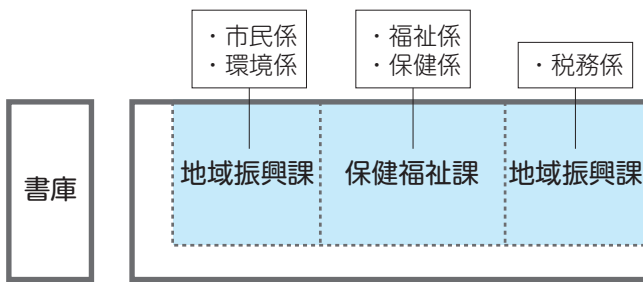 ・市民係
・環境係
・福祉係
・保健係
・税務係
書庫
地域振興課
保健福祉課
地域振興課